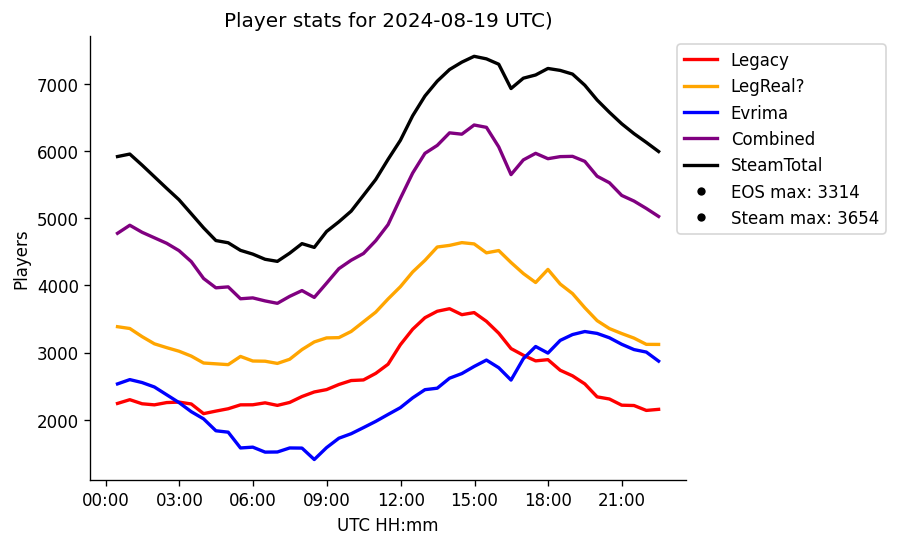 Player stats for 2024-08-19 UTC)
Legacy
LegReal?
Evrima
Combined
SteamTotal
EOS max: 3314
Steam max: 3654
Players
7000
6000
5000
4000
3000
2000
00:00 03:00 06:00 09:00 12:00 15:00 18:00 21:00
UTC HH:mm